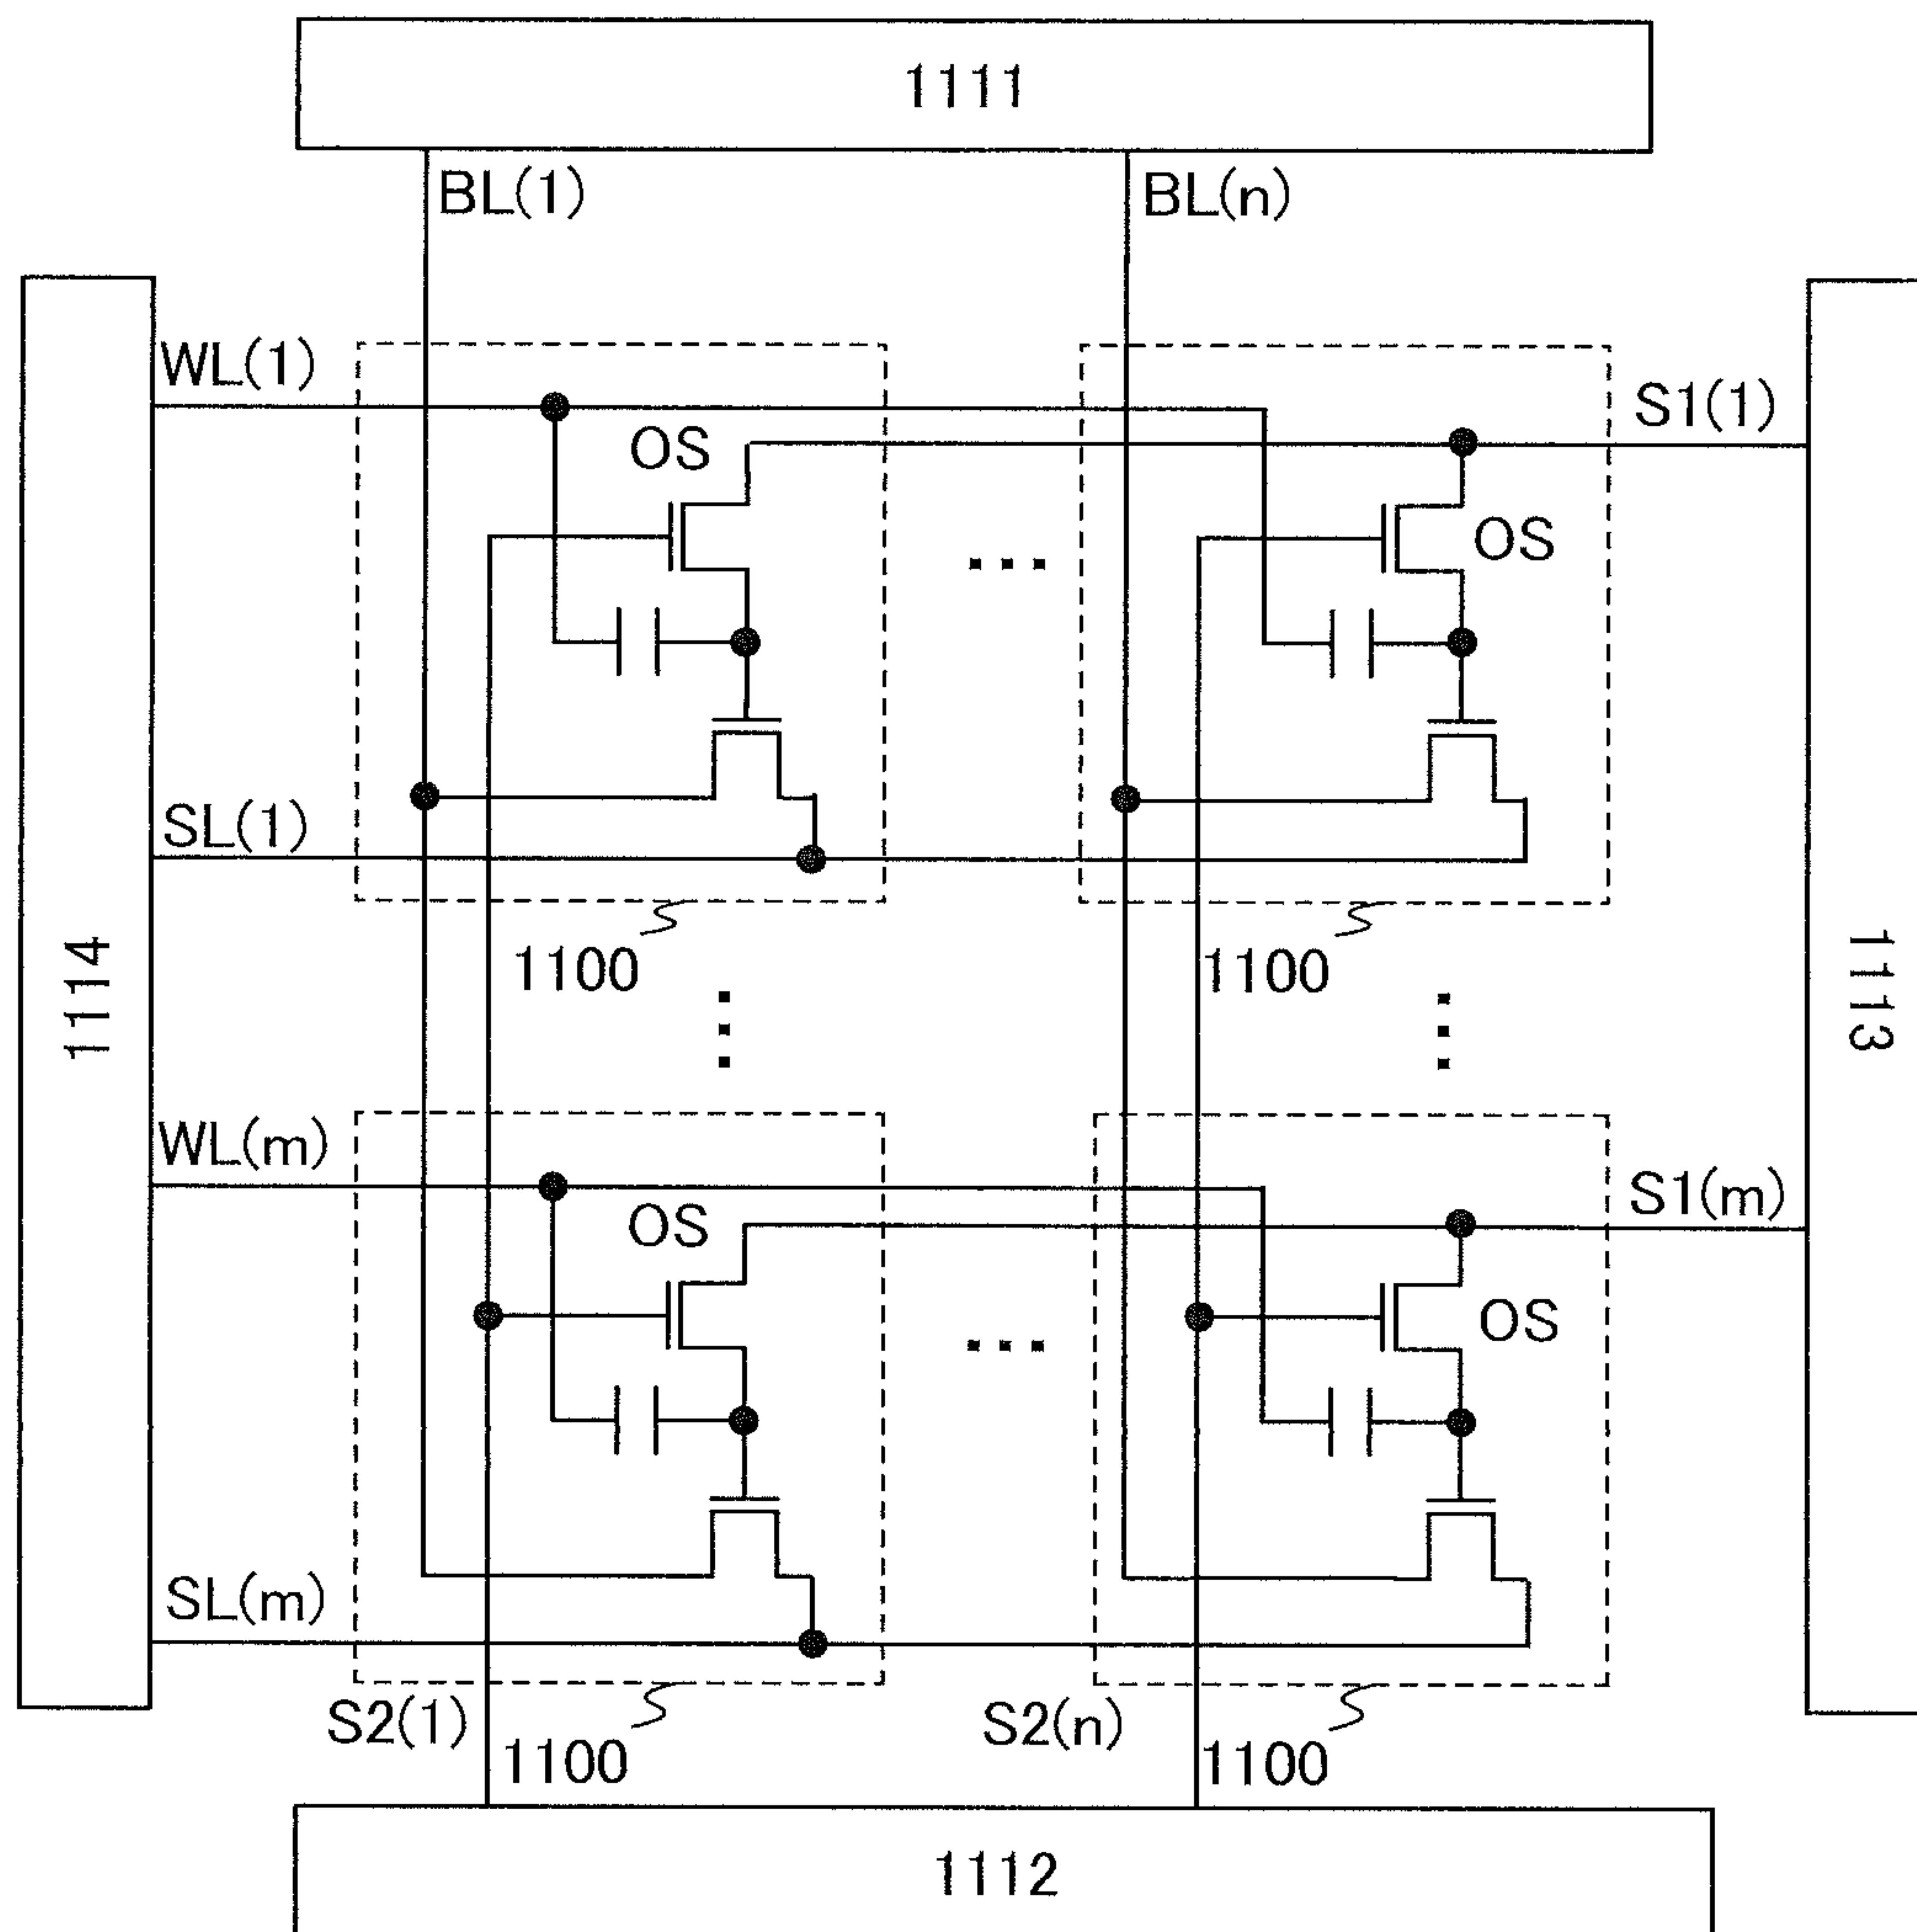 1111
BL(1)
BL(n)
WL(1)
S1(1)
OS
OS
SL(1)
1100
1100
1114
1113
WL(m)
S1(m)
OS
OS
SL(m)
S2(1)
S2(n)
1100
1100
1112